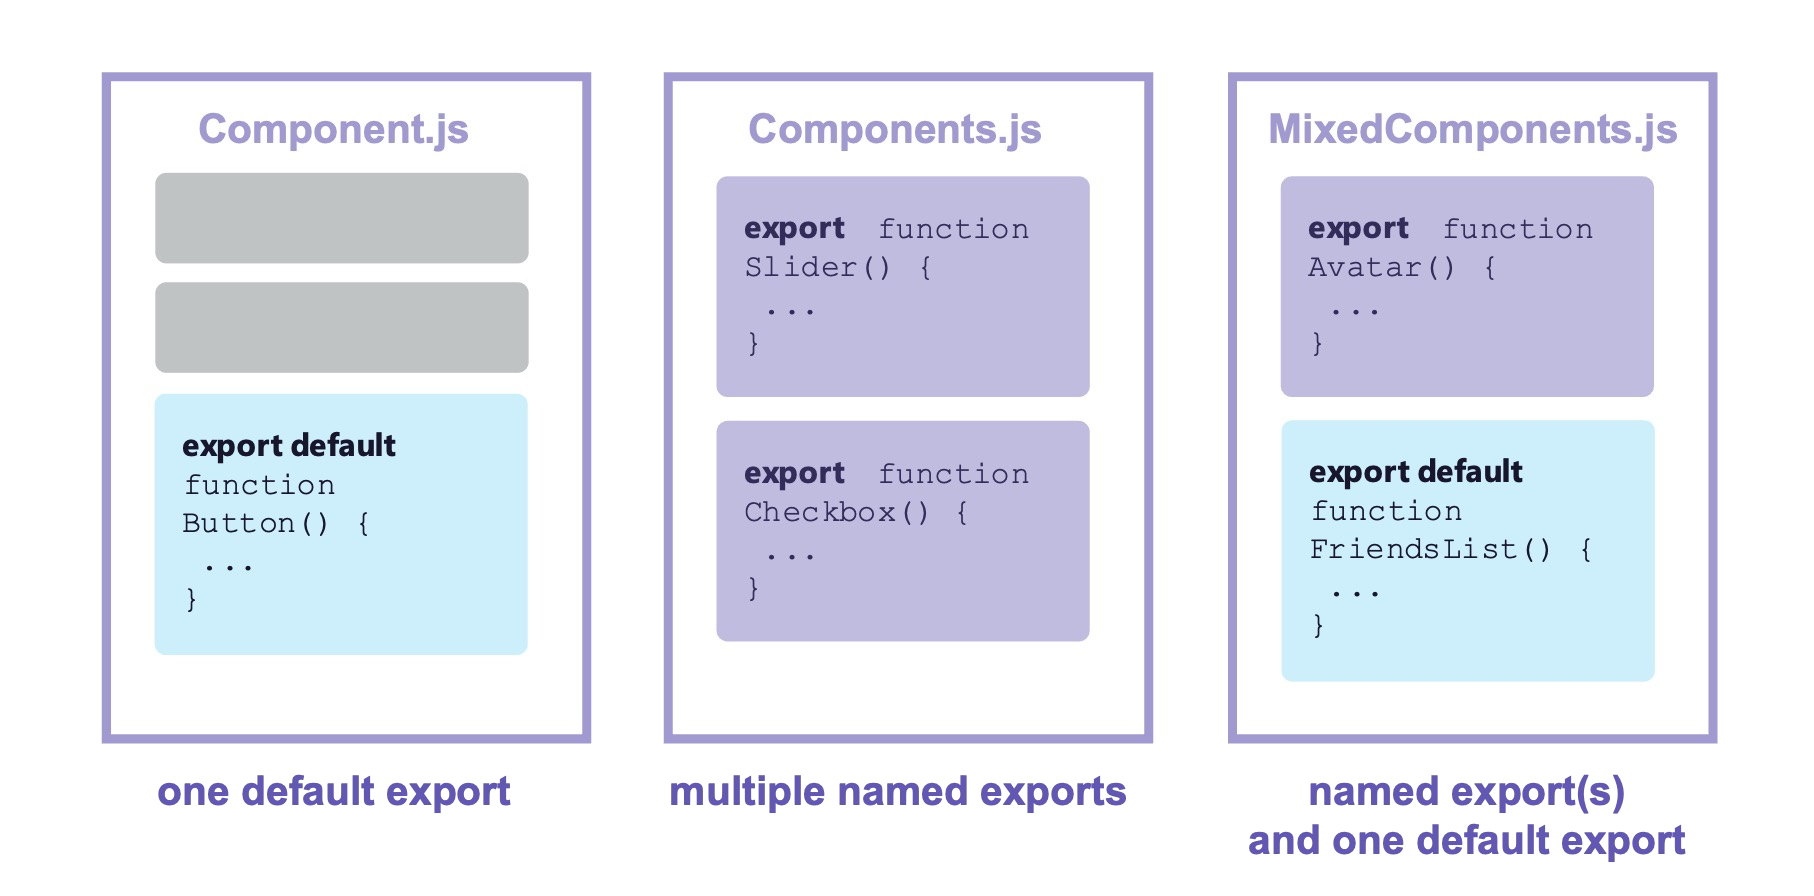 Component.js
export default
function
Button() {
...
}
one default export
Components.js
export function
Slider() {
...
}
export function
Checkbox() {
...
}
multiple named exports
MixedComponents.js
export function
Avatar() {
...
}
export default
function
FriendsList() {
...
}
named export(s)
and one default export